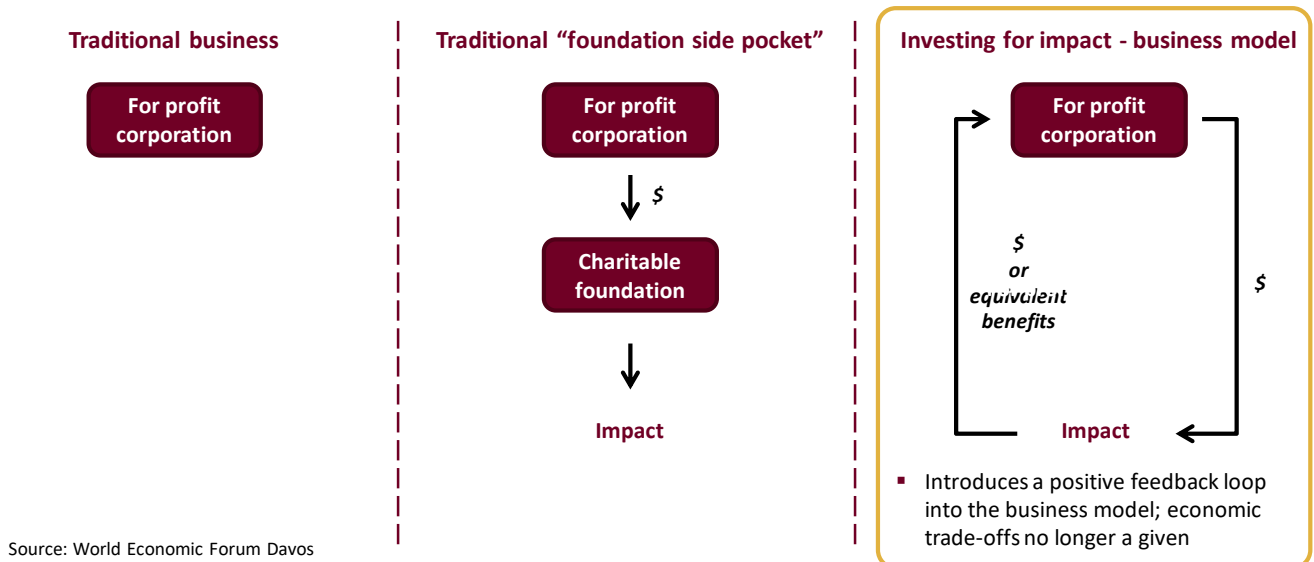 Traditional business
For profit
corporation
Traditional “foundation side pocket”
For profit
corporation
$
Charitable
foundation
Impact
Investing for impact - business model
For profit
corporation
$
or
equivalent
benefits
$
Impact
▪ Introduces a positive feedback loop
into the business model; economic
trade-offs no longer a given
Source: World Economic Forum Davos